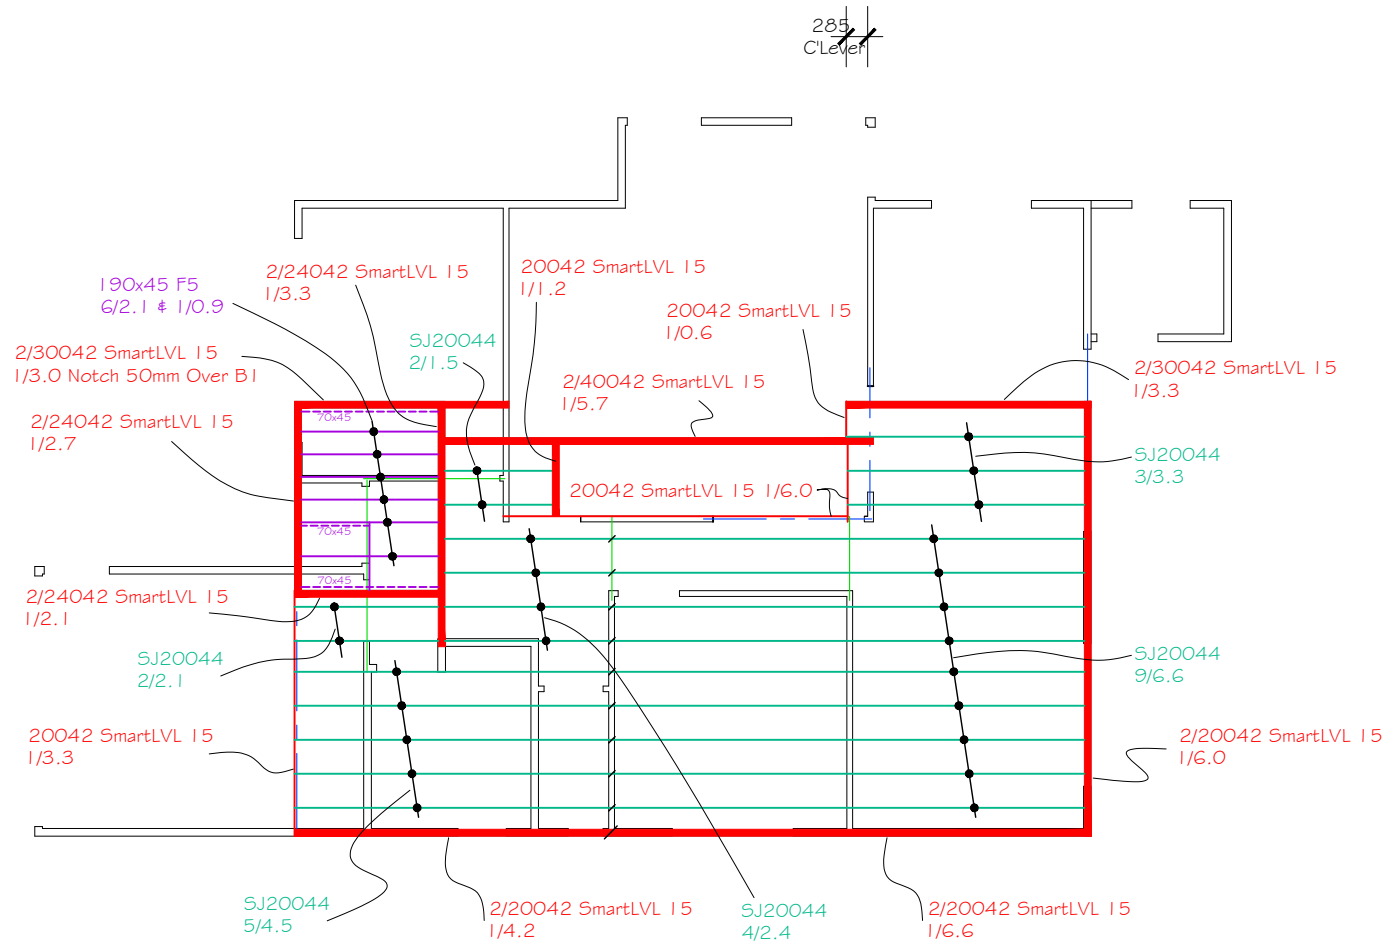 285
C'Lever
2/24042 SmartLVL 15
1/3.3
20042 SmartLVL 15
1/1.2
190x45 F5
6/2.1 & 1/0.9
20042 SmartLVL 15
1/0.6
SJ20044
2/1.5
2/30042 SmartLVL 15
1/3.0 Notch 50mm Over B1
2/40042 SmartLVL 15
1/5.7
2/30042 SmartLVL 15
1/3.3
2/24042 SmartLVL 15
1/2.7
70x45
SJ20044
3/3.3
20042 SmartLVL 15 1/6.0
70x45
70x45
2/24042 SmartLVL 15
1/2.1
SJ20044
2/2.1
SJ20044
9/6.6
20042 SmartLVL 15
1/3.3
2/20042 SmartLVL 15
1/6.0
SJ20044
5/4.5
2/20042 SmartLVL 15
1/4.2
SJ20044
4/2.4
2/20042 SmartLVL 15
1/6.6